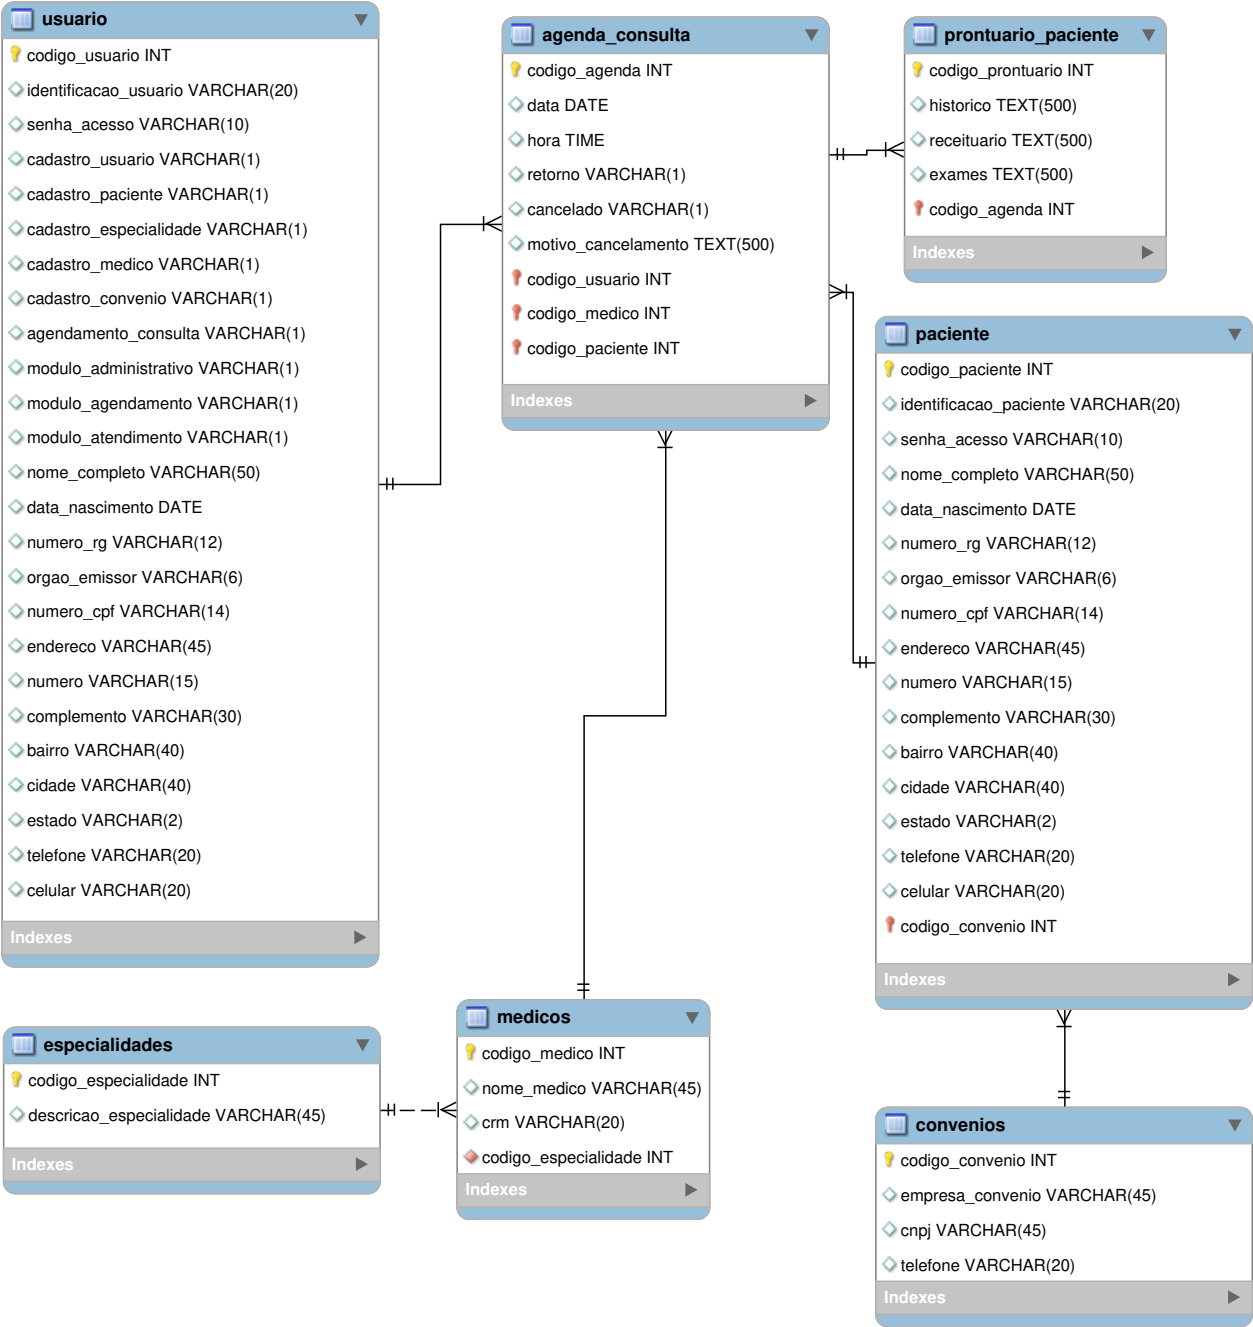 usuario
codigo_usuario INT
identificacao_usuario VARCHAR(20)
senha_acesso VARCHAR(10)
cadastro_usuario VARCHAR(1)
cadastro_paciente VARCHAR(1)
cadastro_especialidade VARCHAR(1)
cadastro_medico VARCHAR(1)
cadastro_convenio VARCHAR(1)
agendamento_consulta VARCHAR(1)
modulo_administrativo VARCHAR(1)
modulo_agendamento VARCHAR(1)
modulo_atendimento VARCHAR(1)
nome_completo VARCHAR(50)
data_nascimento DATE
numero_rg VARCHAR(12)
orgao_emissor VARCHAR(6)
numero_cpf VARCHAR(14)
endereco VARCHAR(45)
numero VARCHAR(15)
complemento VARCHAR(30)
bairro VARCHAR(40)
cidade VARCHAR(40)
estado VARCHAR(2)
telefone VARCHAR(20)
celular VARCHAR(20)
Indexes
agenda_consulta
codigo_agenda INT
data DATE
hora TIME
retorno VARCHAR(1)
cancelado VARCHAR(1)
motivo_cancelamento TEXT(500)
codigo_usuario INT
codigo_medico INT
codigo_paciente INT
Indexes
prontuario_paciente
codigo_prontuario INT
historico TEXT(500)
receituario TEXT(500)
exames TEXT(500)
codigo_agenda INT
Indexes
paciente
codigo_paciente INT
identificacao_paciente VARCHAR(20)
senha_acesso VARCHAR(10)
nome_completo VARCHAR(50)
data_nascimento DATE
numero_rg VARCHAR(12)
orgao_emissor VARCHAR(6)
numero_cpf VARCHAR(14)
endereco VARCHAR(45)
numero VARCHAR(15)
complemento VARCHAR(30)
bairro VARCHAR(40)
cidade VARCHAR(40)
estado VARCHAR(2)
telefone VARCHAR(20)
celular VARCHAR(20)
codigo_convenio INT
Indexes
especialidades
codigo_especialidade INT
descricao_especialidade VARCHAR(45)
Indexes
medicos
codigo_medico INT
nome_medico VARCHAR(45)
crm VARCHAR(20)
codigo_especialidade INT
Indexes
convenios
codigo_convenio INT
empresa_convenio VARCHAR(45)
cnpj VARCHAR(45)
telefone VARCHAR(20)
Indexes